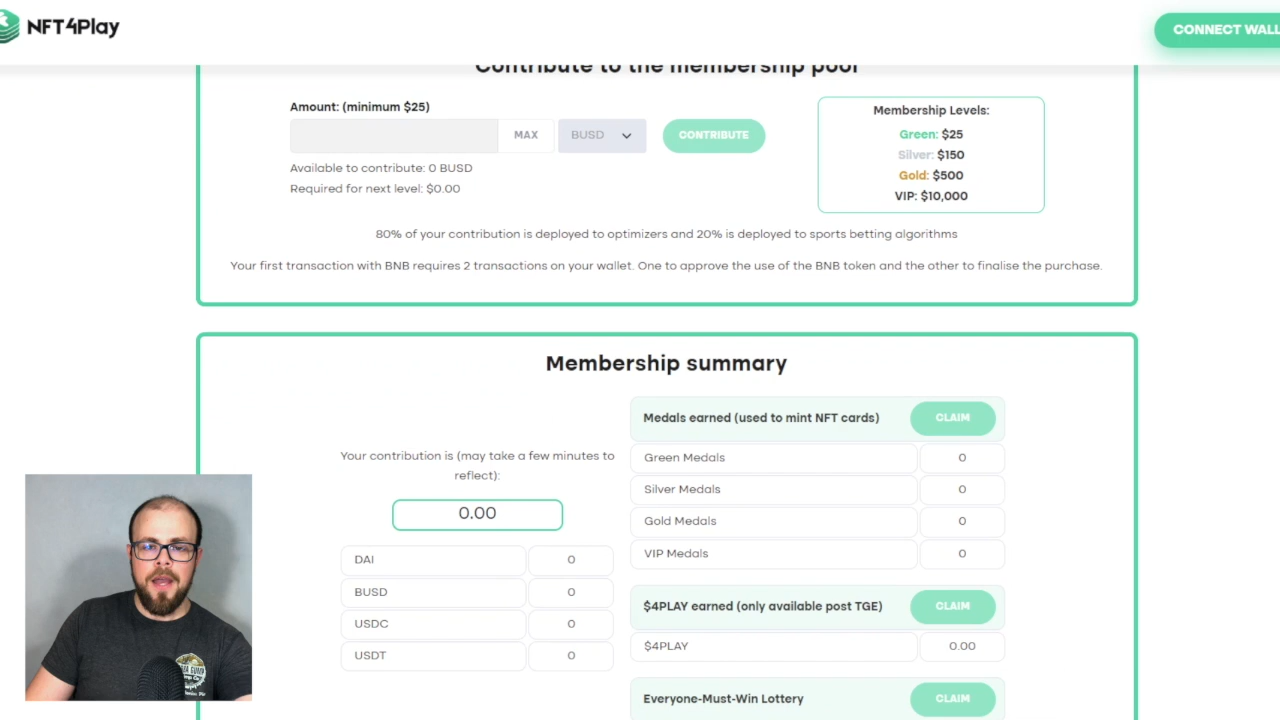 NFT4Play
CONNECT WALL
Contribute to the membership pool
Amount: (minimum $25)
MAX
BUSD
CONTRIBUTE
Available to contribute: 0 BUSD
Required for next level: $0.00
Membership Levels:
Green: $25
Silver: $150
Gold: $500
VIP: $10,000
80% of your contribution is deployed to optimizers and 20% is deployed to sports betting algorithms
Your first transaction with BNB requires 2 transactions on your wallet. One to approve the use of the BNB token and the other to finalise the purchase.
Membership summary
Your contribution is (may take a few minutes to
reflect):
0.00
DAI 0
BUSD 0
USDC 0
USDT 0
Medals earned (used to mint NFT cards) CLAIM
Green Medals 0
Silver Medals 0
Gold Medals 0
VIP Medals 0
$4PLAY earned (only available post TGE) CLAIM
$4PLAY 0.00
Everyone-Must-Win Lottery CLAIM